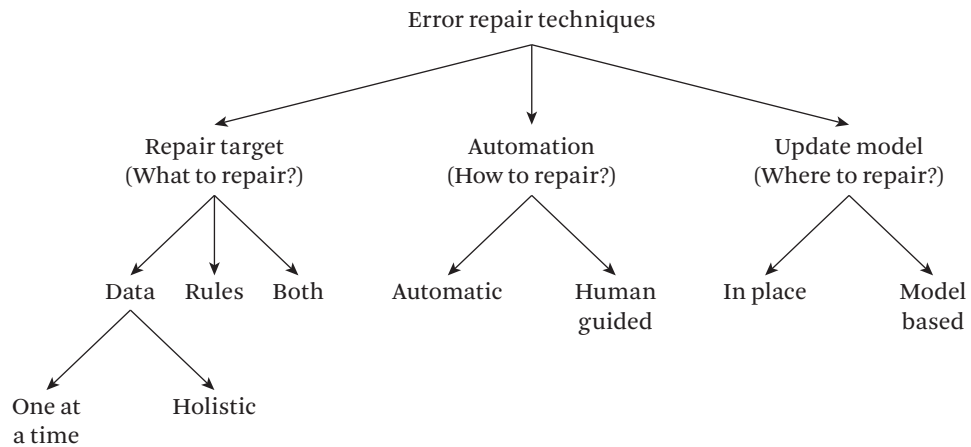 Error repair techniques
Repair target
(What to repair?)
Automation
(How to repair?)
Update model
(Where to repair?)
Data
Rules
Both
Automatic
Human
guided
In place
Model
based
One at
a time
Holistic